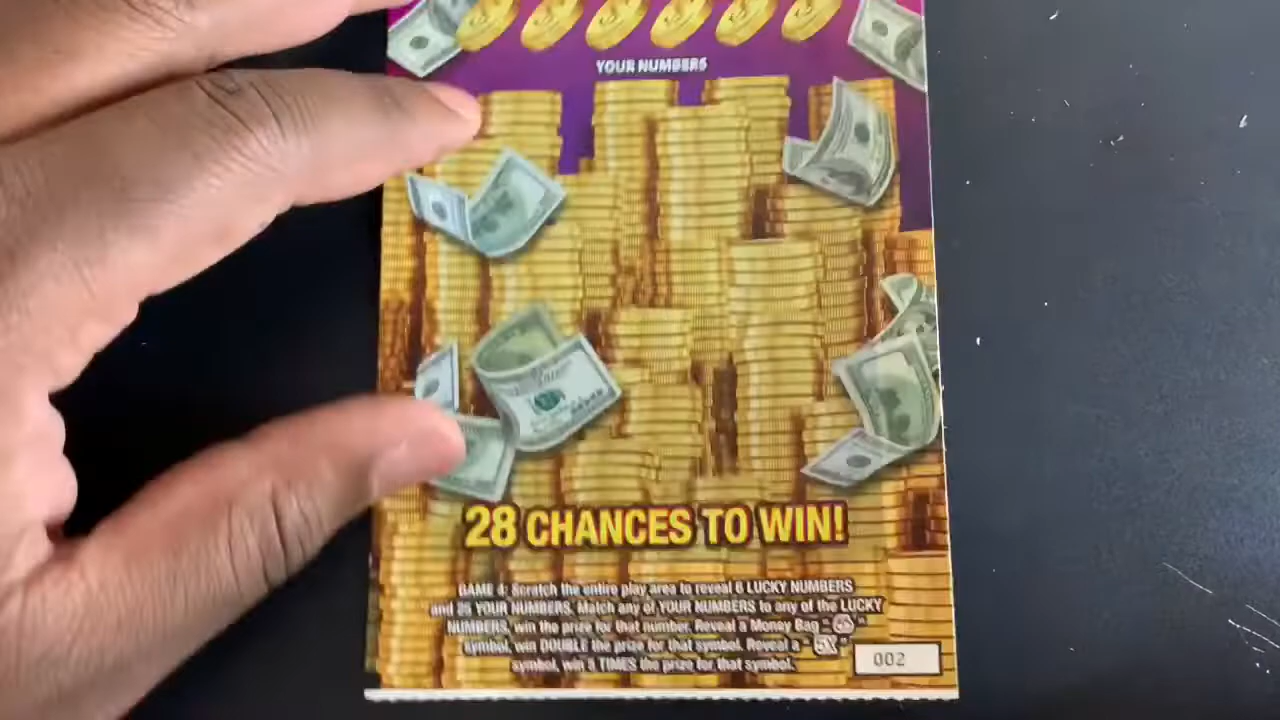 YOUR NUMBERS
28 CHANCES TO WIN!
GAME 4: Scratch the entire play area to reveal 6 LUCKY NUMBERS
and 25 YOUR NUMBERS. Match any of YOUR NUMBERS to any of the LUCKY
NUMBERS, win the prize for that number. Reveal a Money Bag " "
symbol, win DOUBLE the prize for that symbol. Reveal a "5X"
symbol, win 5 TIMES the prize for that symbol.
002